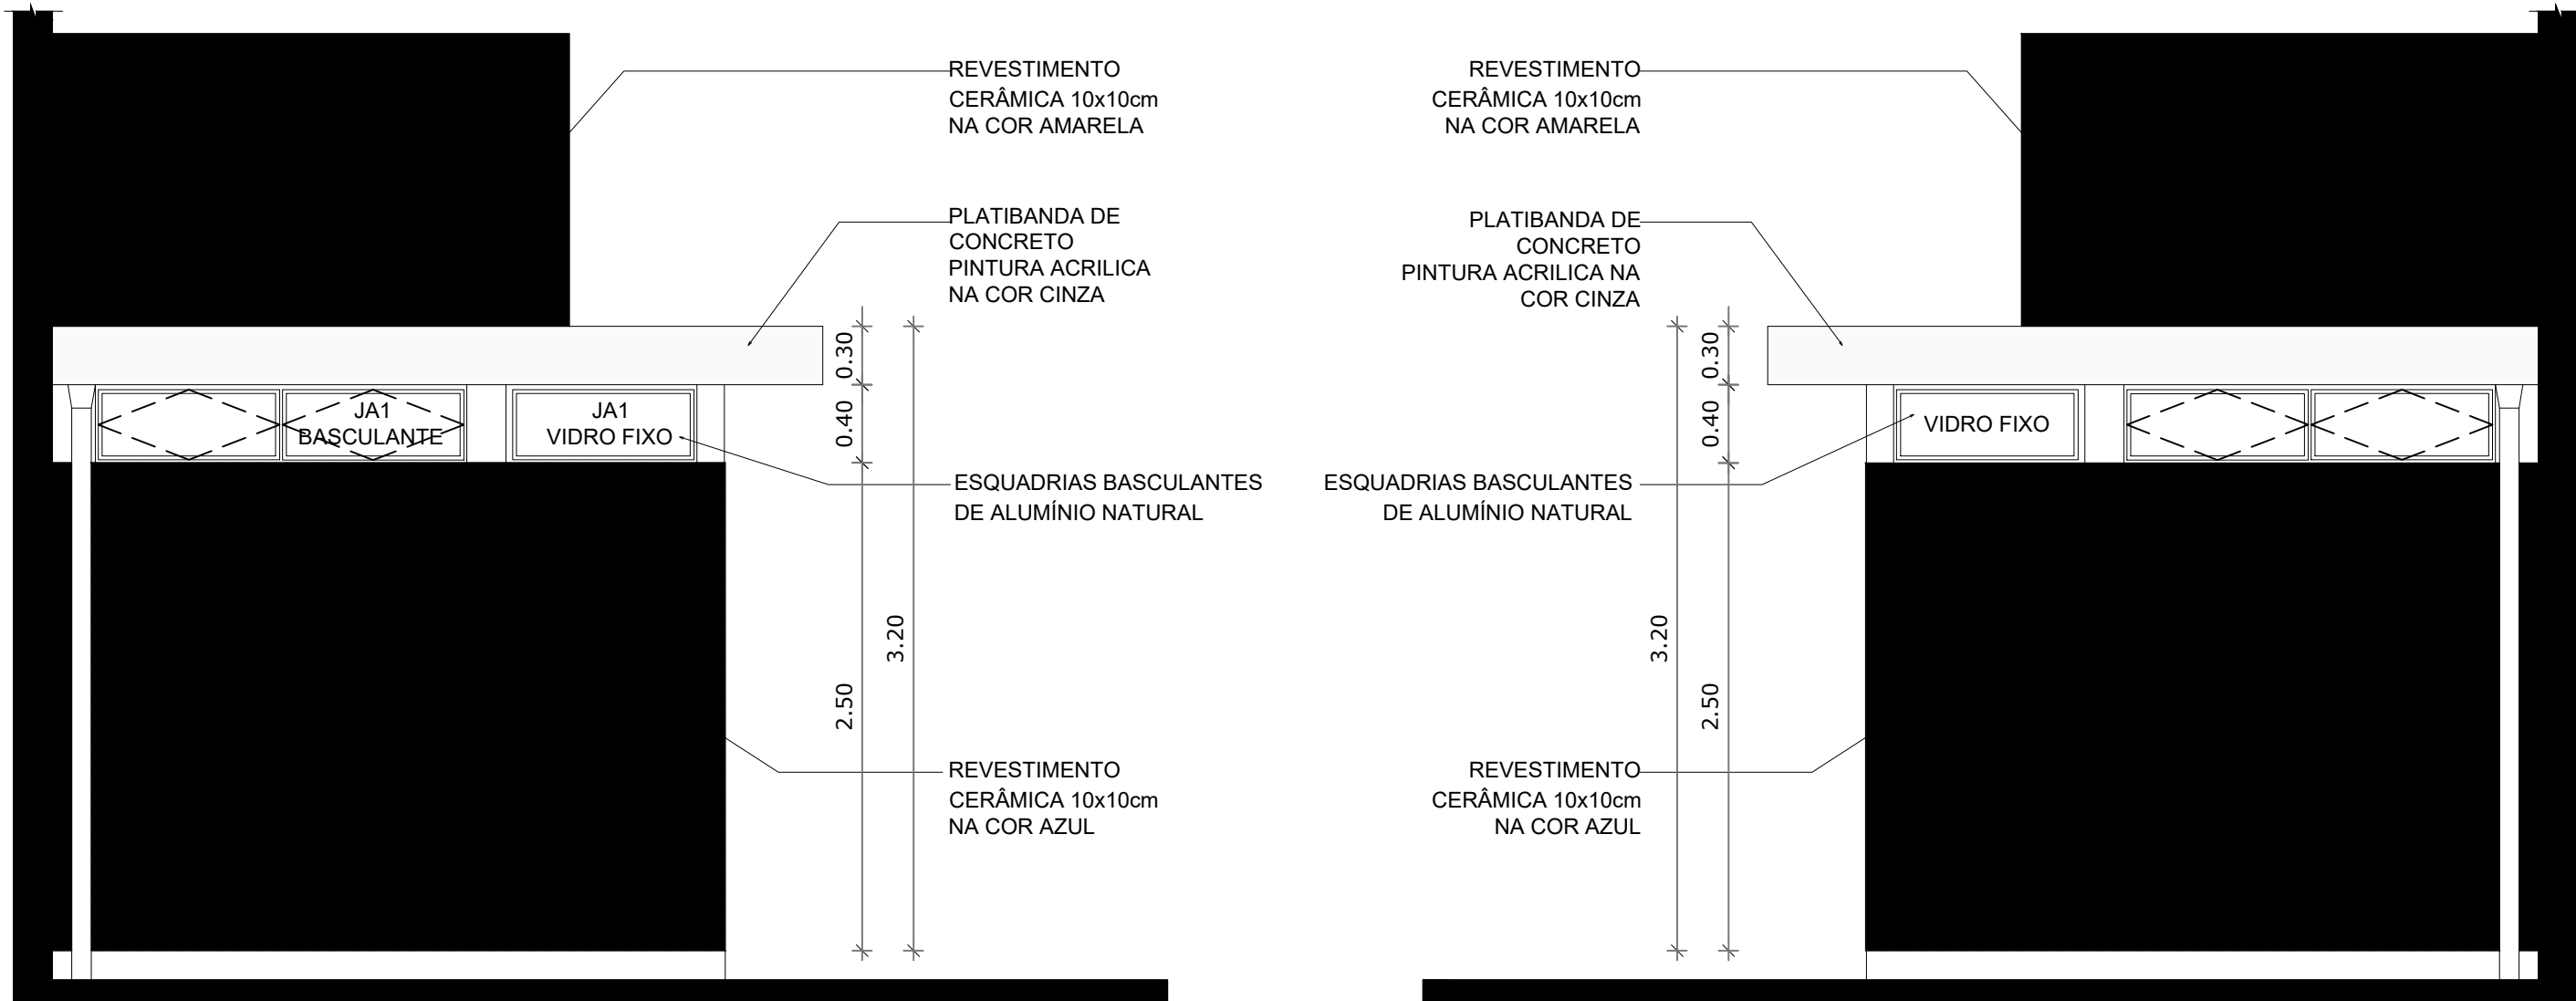 REVESTIMENTO
CERÂMICA 10x10cm
NA COR AMARELA
PLATIBANDA DE
CONCRETO
PINTURA ACRILICA
NA COR CINZA
0.30
0.40
2.50
3.20
JA1
BASCULANTE
JA1
VIDRO FIXO
ESQUADRIAS BASCULANTES
DE ALUMÍNIO NATURAL
REVESTIMENTO
CERÂMICA 10x10cm
NA COR AZUL
REVESTIMENTO
CERÂMICA 10x10cm
NA COR AMARELA
PLATIBANDA DE
CONCRETO
PINTURA ACRILICA NA
COR CINZA
0.30
0.40
3.20
2.50
VIDRO FIXO
ESQUADRIAS BASCULANTES
DE ALUMÍNIO NATURAL
REVESTIMENTO
CERÂMICA 10x10cm
NA COR AZUL